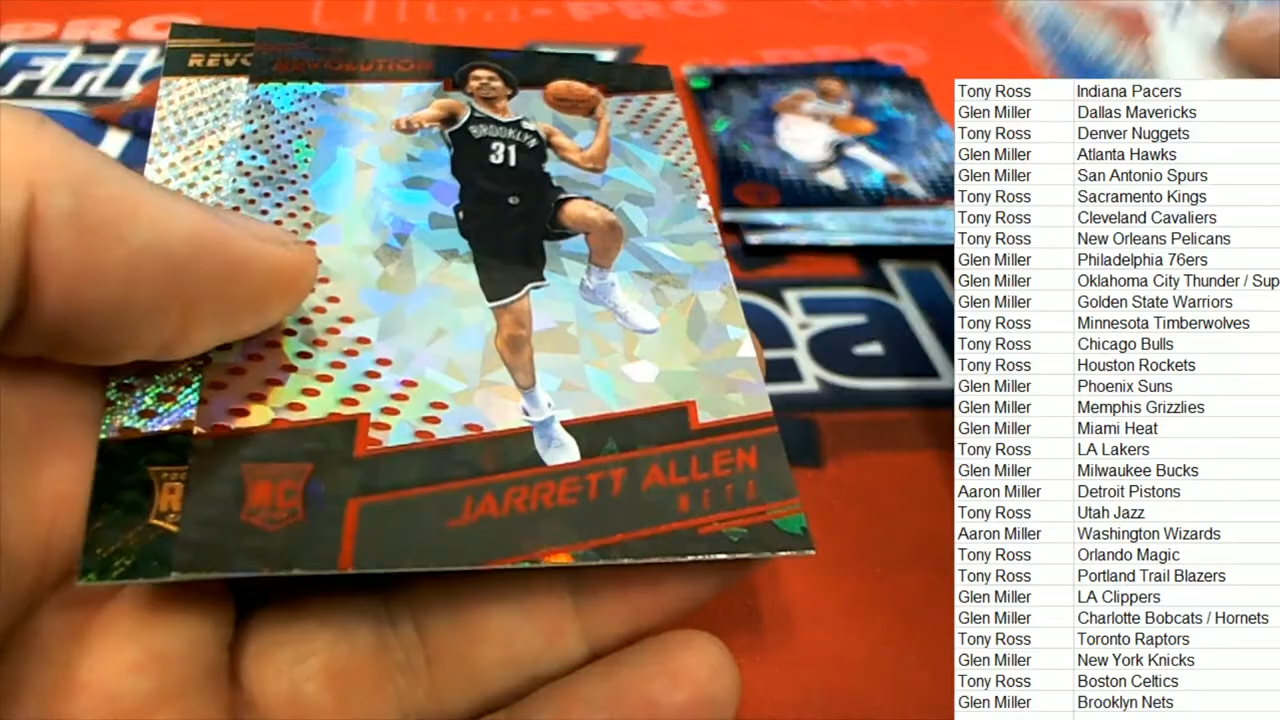 PRO
REVO
REVOLUTION
BROOKLYN
31
RC
JARRETT ALLEN
NETS
Tony Ross Indiana Pacers
Glen Miller Dallas Mavericks
Tony Ross Denver Nuggets
Glen Miller Atlanta Hawks
Glen Miller San Antonio Spurs
Tony Ross Sacramento Kings
Glen Miller Cleveland Cavaliers
Tony Ross New Orleans Pelicans
Glen Miller Philadelphia 76ers
Glen Miller Oklahoma City Thunder / Sup
Glen Miller Golden State Warriors
Tony Ross Minnesota Timberwolves
Tony Ross Chicago Bulls
Tony Ross Houston Rockets
Glen Miller Phoenix Suns
Glen Miller Memphis Grizzlies
Glen Miller Miami Heat
Tony Ross LA Lakers
Glen Miller Milwaukee Bucks
Aaron Miller Detroit Pistons
Tony Ross Utah Jazz
Aaron Miller Washington Wizards
Tony Ross Orlando Magic
Tony Ross Portland Trail Blazers
Glen Miller LA Clippers
Glen Miller Charlotte Bobcats / Hornets
Tony Ross Toronto Raptors
Glen Miller New York Knicks
Tony Ross Boston Celtics
Glen Miller Brooklyn Nets